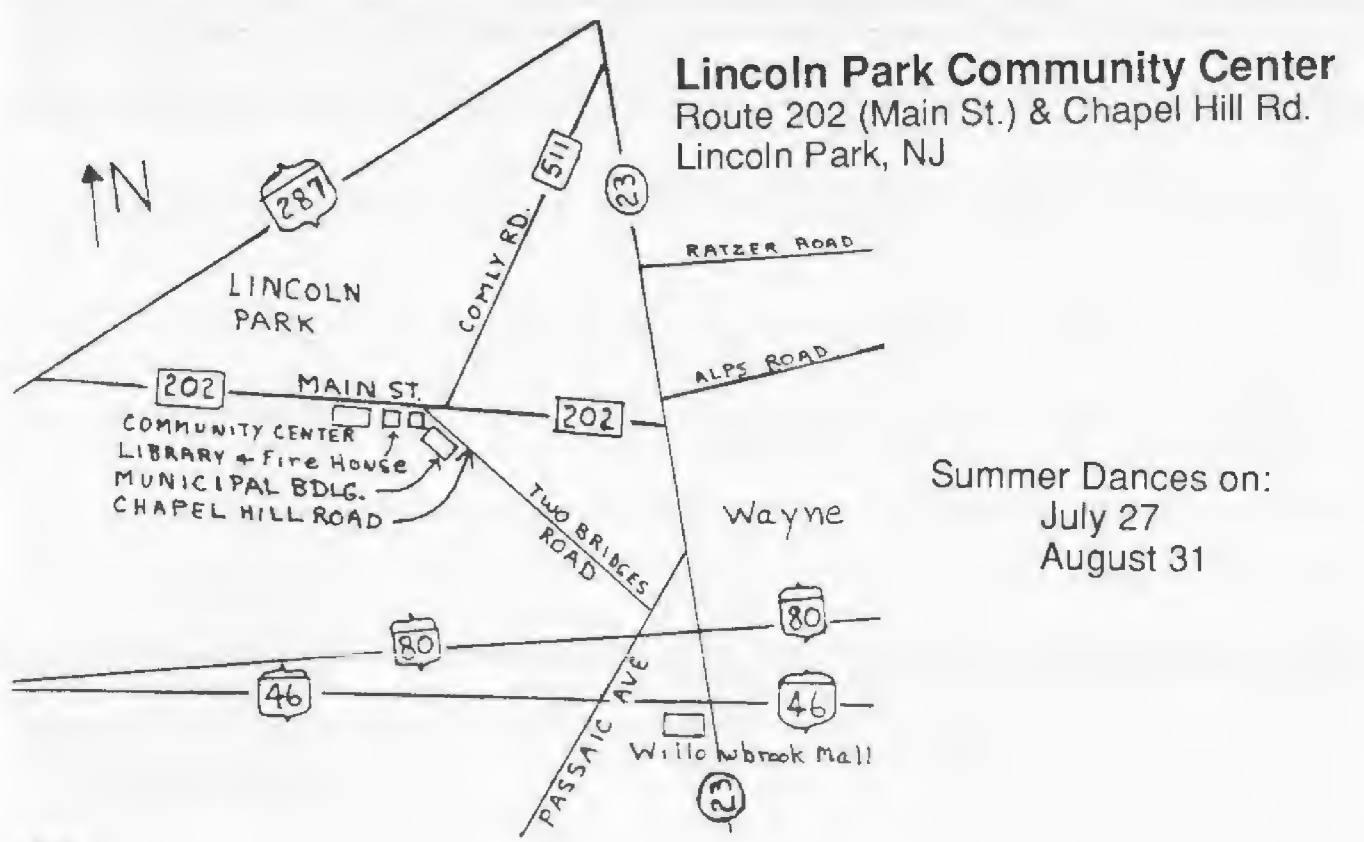 Lincoln Park Community Center
Route 202 (Main St.) & Chapel Hill Rd.
Lincoln Park, NJ
N
287
511
23
COMLY RD.
RATZER ROAD
LINCOLN
PARK
ALPS ROAD
202
MAIN ST.
202
COMMUNITY CENTER
LIBRARY + Fire House
MUNICIPAL BDLG.
CHAPEL HILL ROAD
TWO BRIDGES
ROAD
Wayne
Summer Dances on:
July 27
August 31
80
80
46
46
PASSAIC AVE
Willowbrook Mall
23